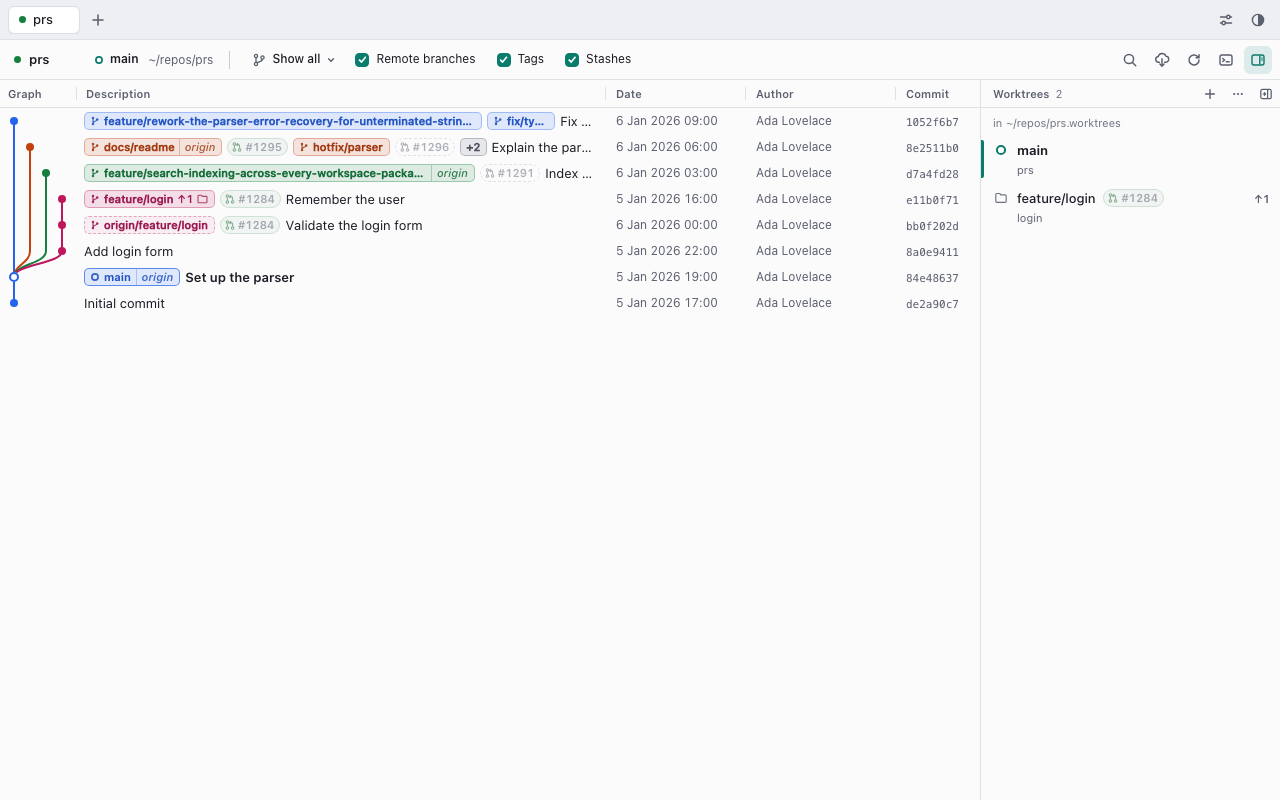 prs
prs main ~/repos/prs Show all Remote branches Tags Stashes
Graph Description Date Author Commit Worktrees 2
feature/rework-the-parser-error-recovery-for-unterminated-strin... fix/ty... Fix ... 6 Jan 2026 09:00 Ada Lovelace 1052f6b7
docs/readme origin #1295 hotfix/parser #1296 +2 Explain the par... 6 Jan 2026 06:00 Ada Lovelace 8e2511b0
feature/search-indexing-across-every-workspace-packa... origin #1291 Index ... 6 Jan 2026 03:00 Ada Lovelace d7a4fd28
feature/login ↑1 #1284 Remember the user 5 Jan 2026 16:00 Ada Lovelace e11b0f71
origin/feature/login #1284 Validate the login form 6 Jan 2026 00:00 Ada Lovelace bb0f202d
Add login form 5 Jan 2026 22:00 Ada Lovelace 8a0e9411
main origin Set up the parser 5 Jan 2026 19:00 Ada Lovelace 84e48637
Initial commit 5 Jan 2026 17:00 Ada Lovelace de2a90c7
in ~/repos/prs.worktrees
main
prs
feature/login #1284 ↑1
login